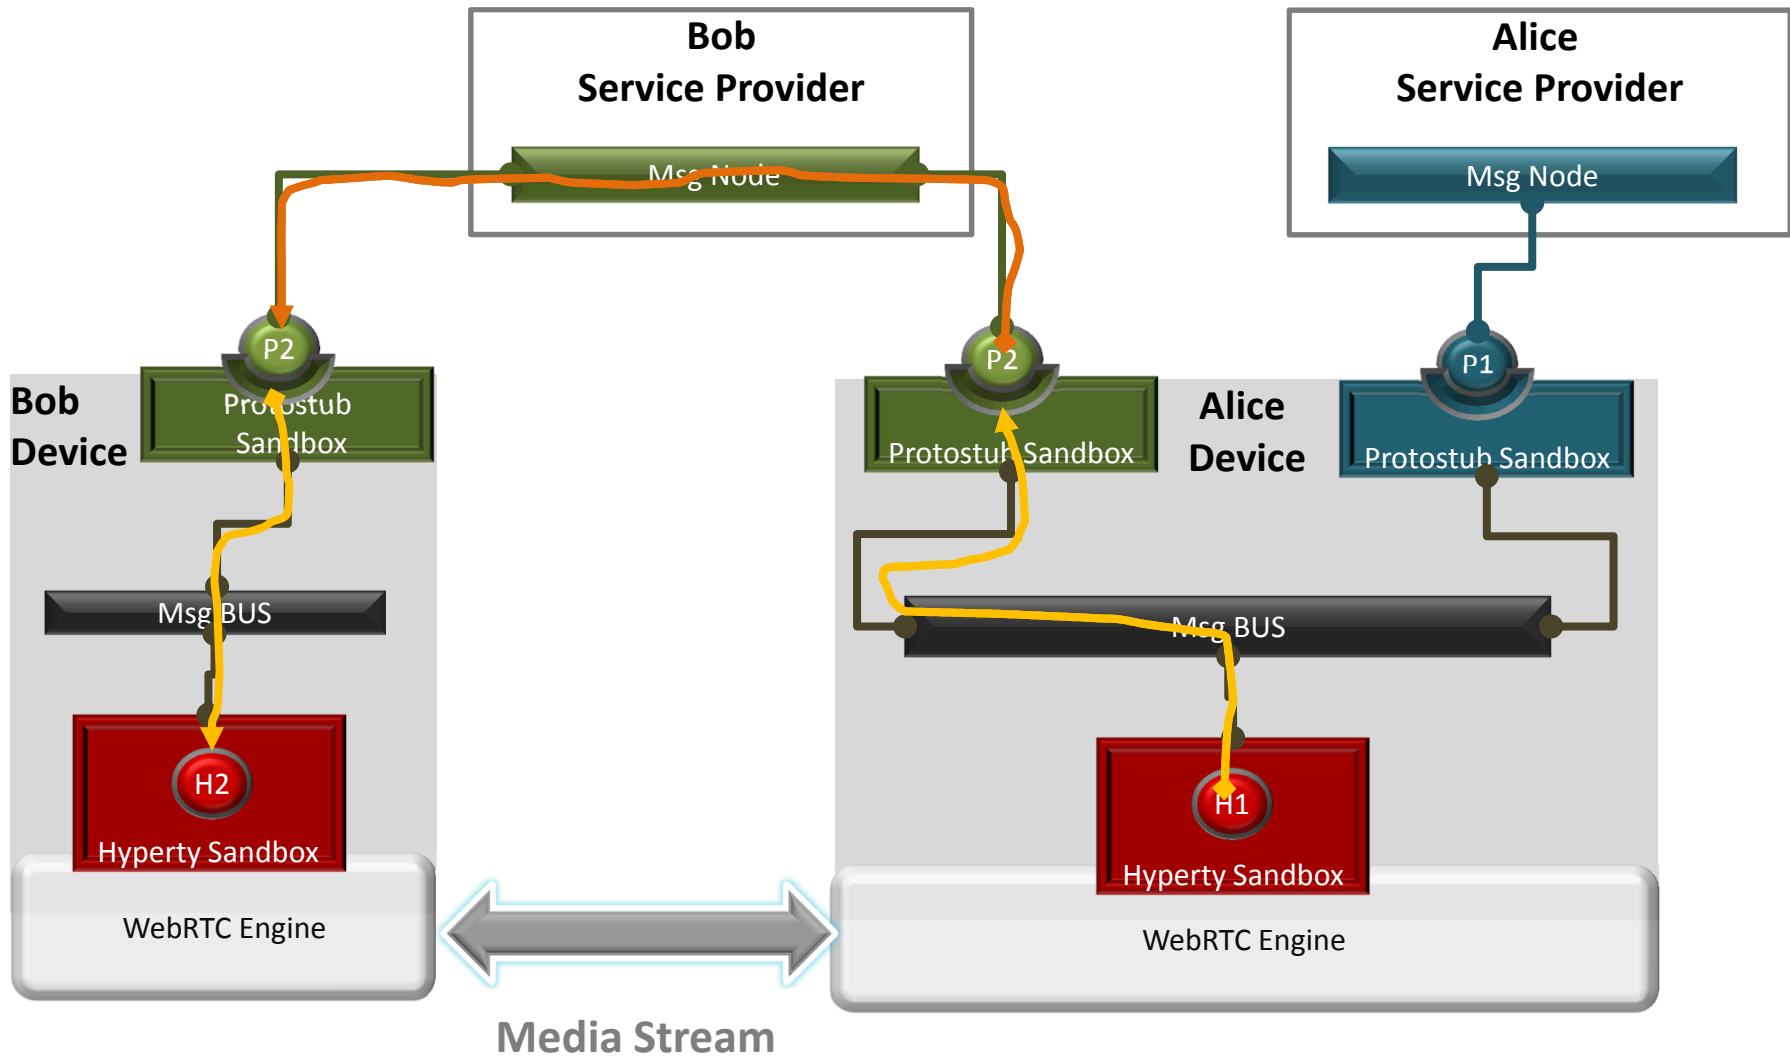 Bob
Service Provider
Msg Node
Alice
Service Provider
Msg Node
P2
P2
P1
Bob
Device
Protostub
Sandbox
Protostub Sandbox
Alice
Device
Protostub Sandbox
Msg BUS
Msg BUS
H2
Hyperty Sandbox
H1
Hyperty Sandbox
WebRTC Engine
WebRTC Engine
Media Stream